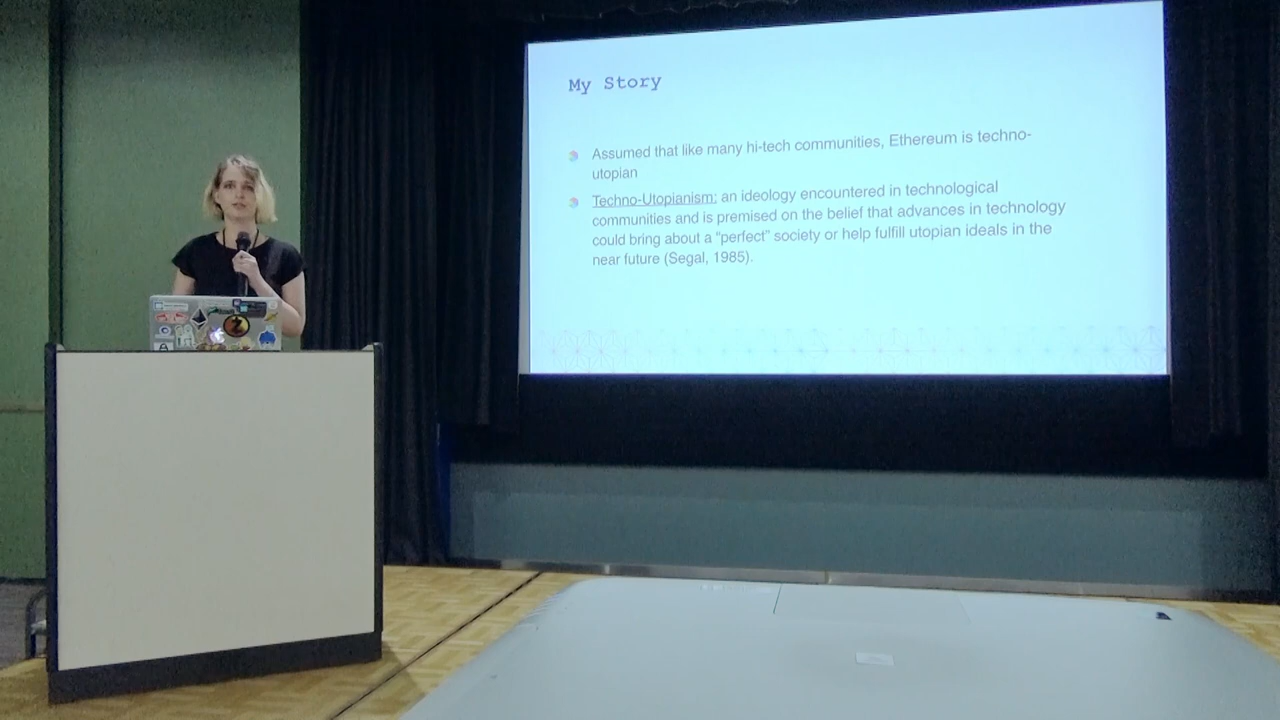 My Story
Assumed that like many hi-tech communities, Ethereum is techno-
utopian
Techno-Utopianism: an ideology encountered in technological
communities and is premised on the belief that advances in technology
could bring about a “perfect” society or help fulfill utopian ideals in the
near future (Segal, 1985).